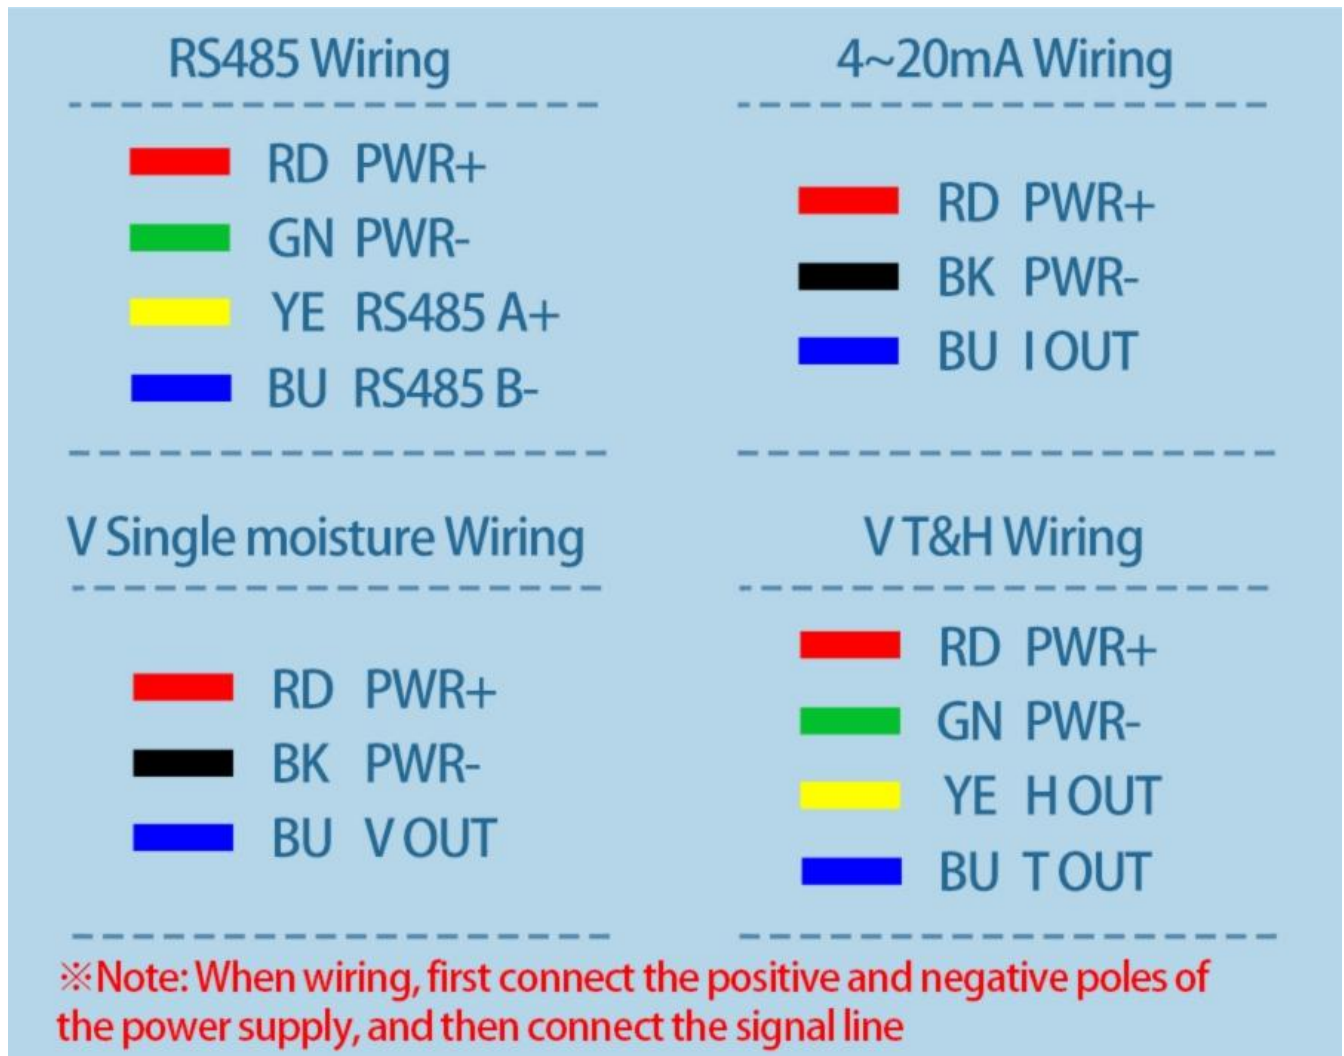 RS485 Wiring
RD PWR+
GN PWR-
YE RS485 A+
BU RS485 B-
4~20mA Wiring
RD PWR+
BK PWR-
BU I OUT
V Single moisture Wiring
RD PWR+
BK PWR-
BU V OUT
V T&H Wiring
RD PWR+
GN PWR-
YE H OUT
BU T OUT
※Note: When wiring, first connect the positive and negative poles of
the power supply, and then connect the signal line